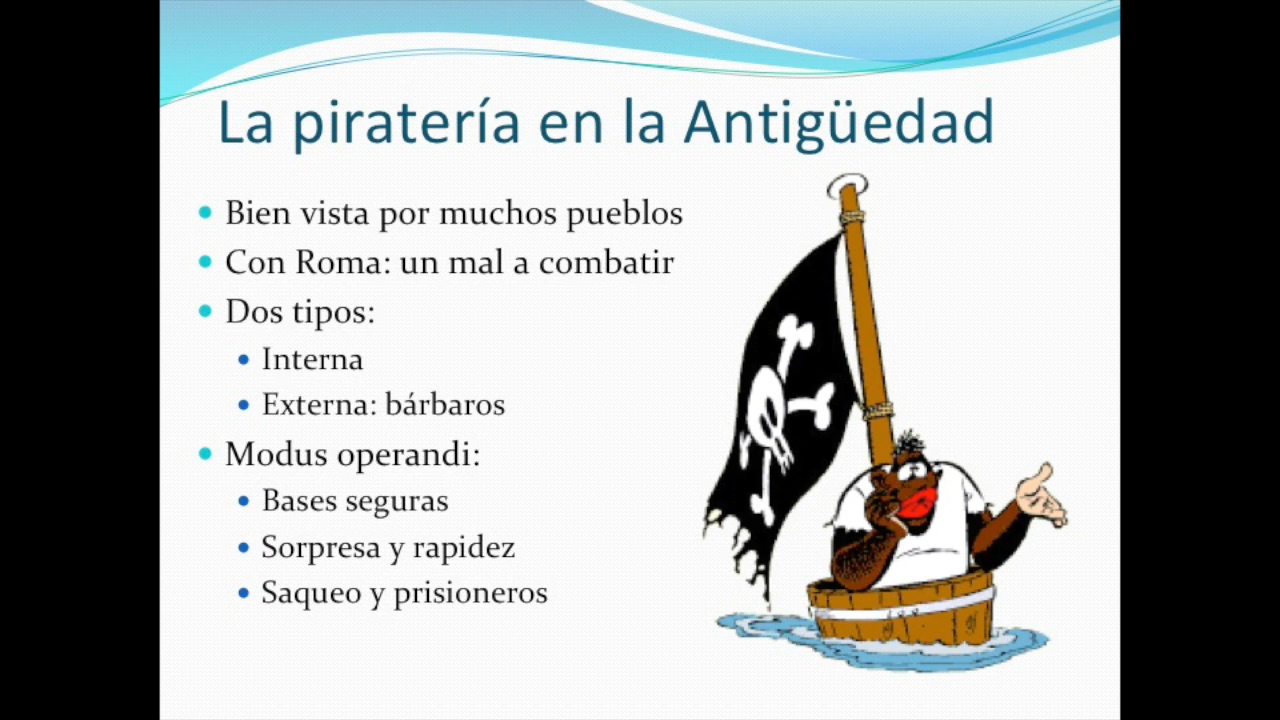 La piratería en la Antigüedad
Bien vista por muchos pueblos
Con Roma: un mal a combatir
Dos tipos:
Interna
Externa: bárbaros
Modus operandi:
Bases seguras
Sorpresa y rapidez
Saqueo y prisioneros